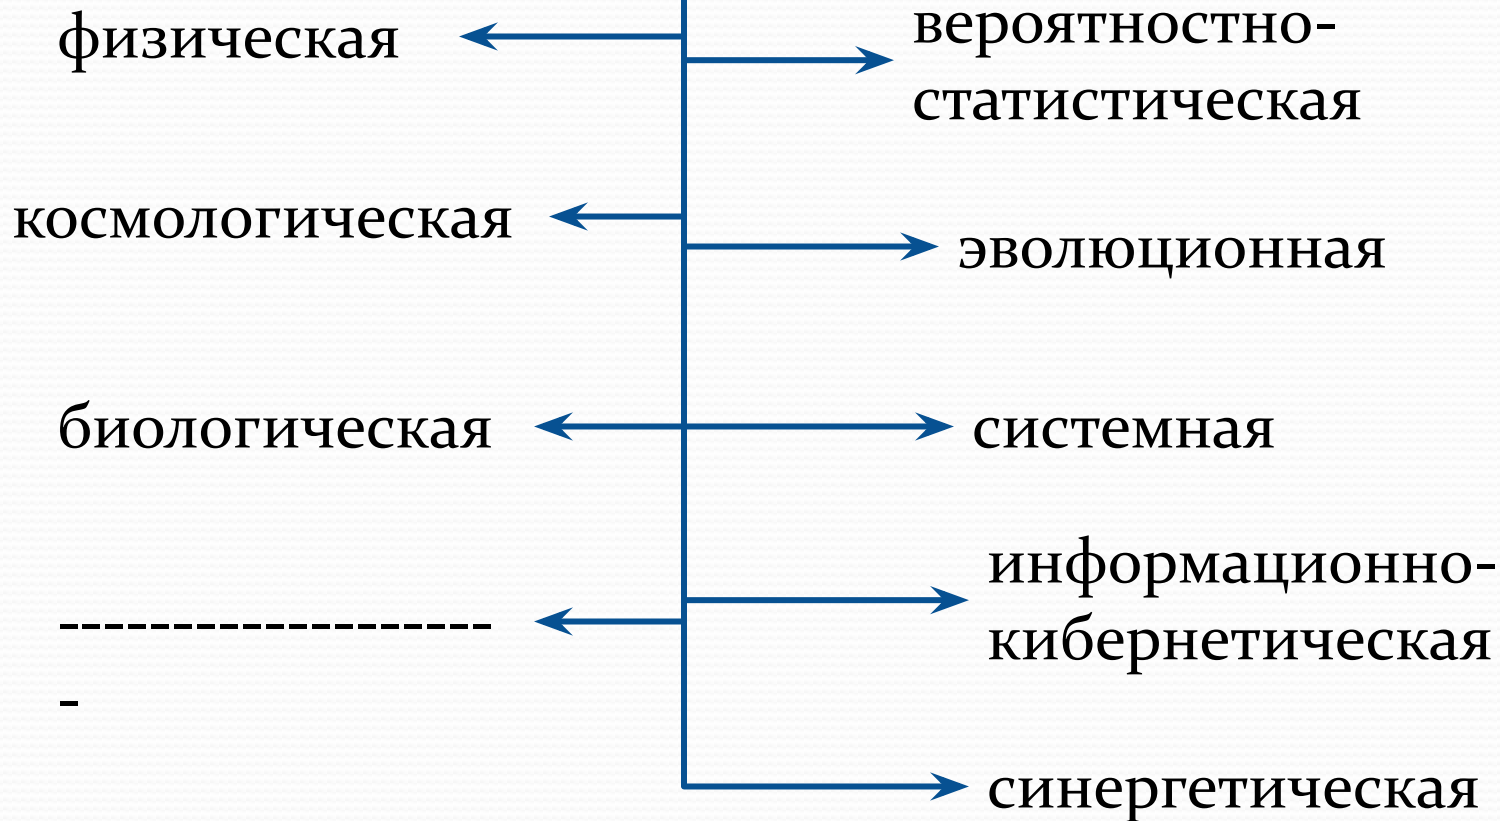 физическая
космологическая
биологическая
-------------------
-
вероятностно-
статистическая
эволюционная
системная
информационно-
кибернетическая
синергетическая